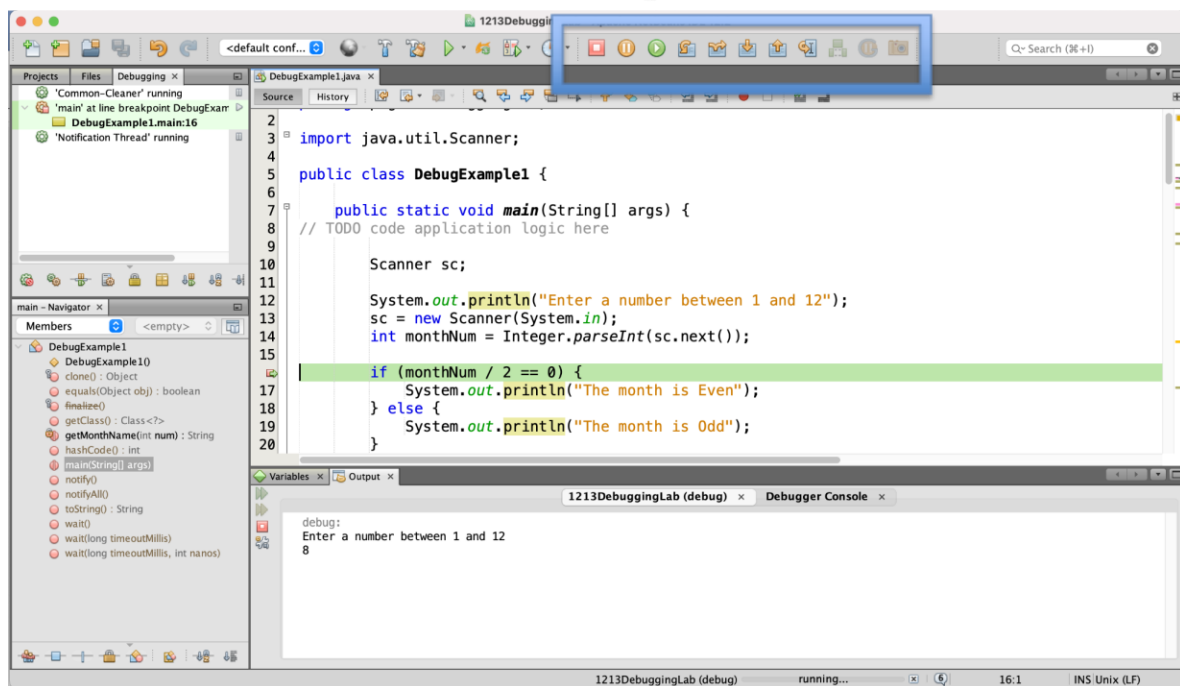 1213Debuggin
<default conf...
Search (⌘+I)
Projects
Files
Debugging
'Common-Cleaner' running
'main' at line breakpoint DebugExam
DebugExample1.main:16
'Notification Thread' running
DebugExample1.java
Source
History
2
3 import java.util.Scanner;
4
5 public class DebugExample1 {
6
7 public static void main(String[] args) {
8 // TODO code application logic here
9
10 Scanner sc;
11
12 System.out.println("Enter a number between 1 and 12");
13 sc = new Scanner(System.in);
14 int monthNum = Integer.parseInt(sc.next());
15
if (monthNum / 2 == 0) {
17 System.out.println("The month is Even");
18 } else {
19 System.out.println("The month is Odd");
20 }
main - Navigator
Members
<empty>
DebugExample1
DebugExample1()
clone() : Object
equals(Object obj) : boolean
finalize()
getClass() : Class<?>
getMonthName(int num) : String
hashCode() : int
main(String[] args)
notify()
notifyAll()
toString() : String
wait()
wait(long timeoutMillis)
wait(long timeoutMillis, int nanos)
Variables
Output
1213DebuggingLab (debug)
Debugger Console
debug:
Enter a number between 1 and 12
8
1213DebuggingLab (debug)
running...
6
16:1
INS
Unix (LF)